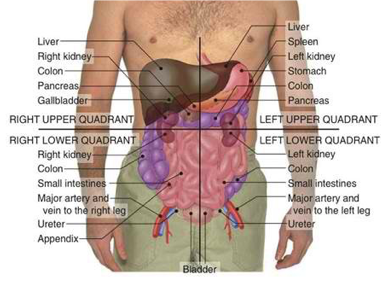 Liver
Right kidney
Colon
Pancreas
Gallbladder
RIGHT UPPER QUADRANT
RIGHT LOWER QUADRANT
Right kidney
Colon
Small intestines
Major artery and
vein to the right leg
Ureter
Appendix
Liver
Spleen
Left kidney
Stomach
Colon
Pancreas
LEFT UPPER QUADRANT
LEFT LOWER QUADRANT
Left kidney
Colon
Small intestines
Major artery and
vein to the left leg
Ureter
Bladder